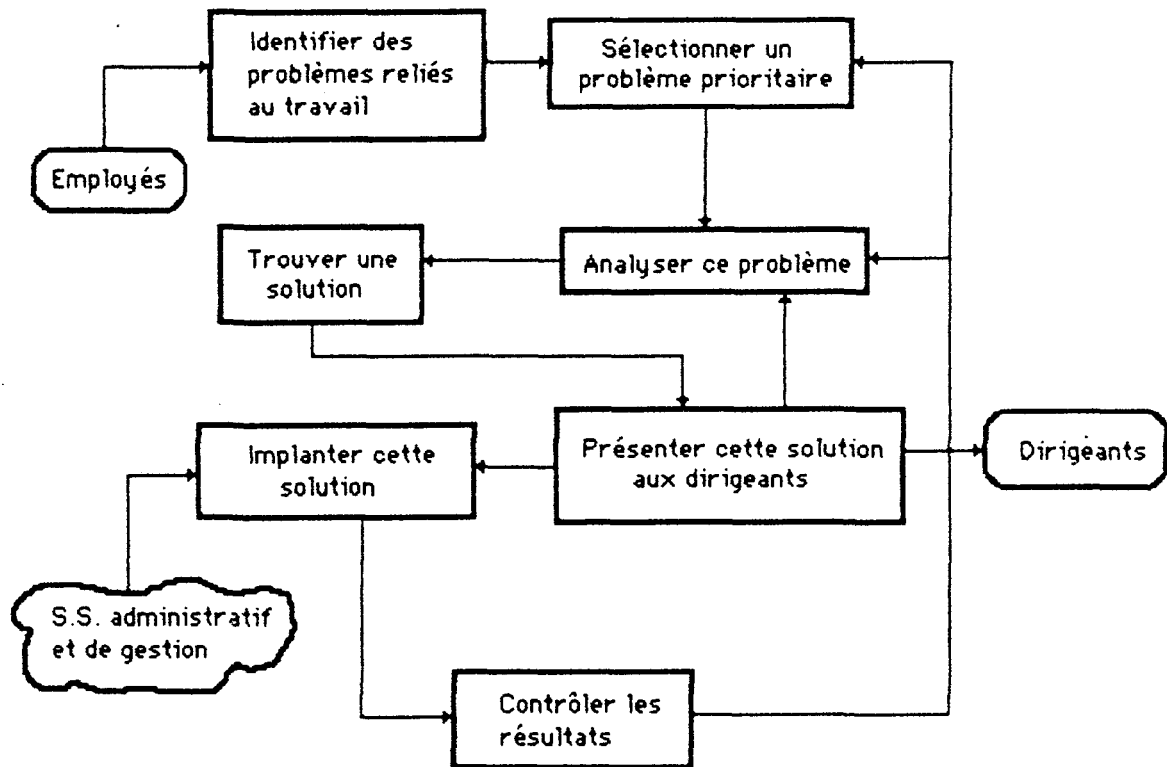 Identifier des
problèmes reliés
au travail
Sélectionner un
problème prioritaire
Employés
Trouver une
solution
Analyser ce problème
Implanter cette
solution
Présenter cette solution
aux dirigeants
Dirigeants
S.S. administratif
et de gestion
Contrôler les
résultats